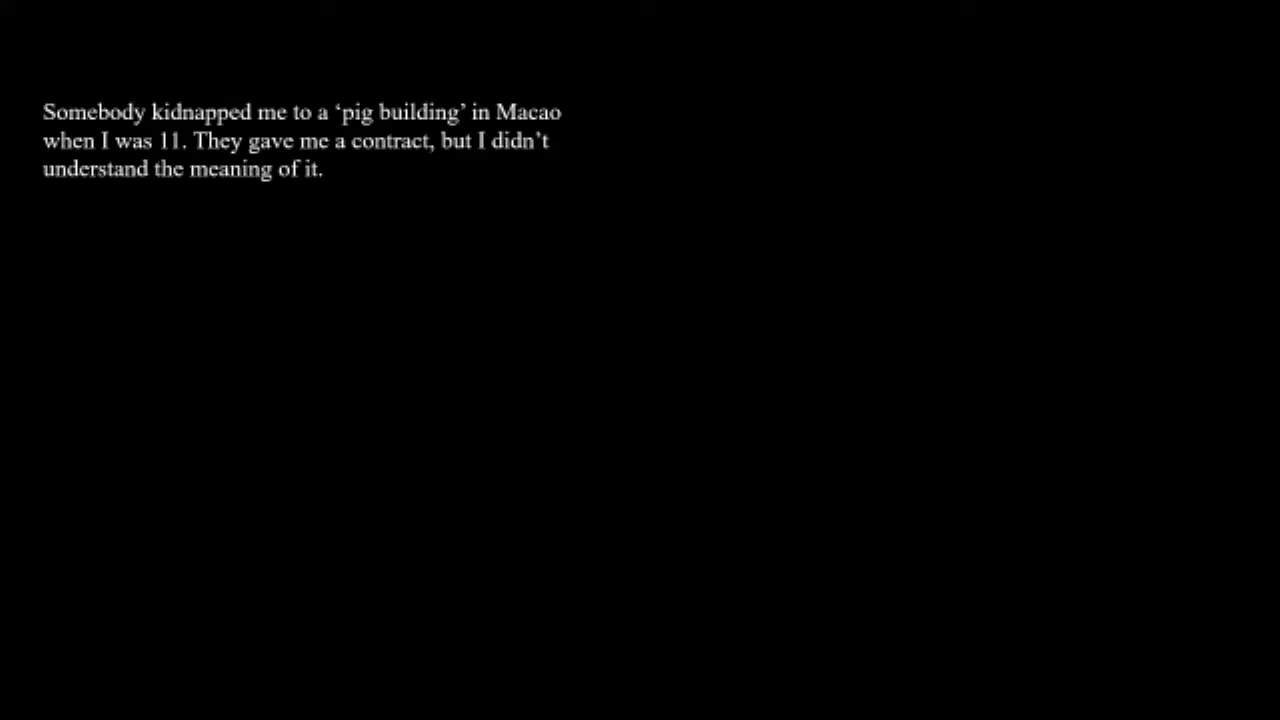 Somebody kidnapped me to a ‘pig building’ in Macao
when I was 11. They gave me a contract, but I didn’t
understand the meaning of it.